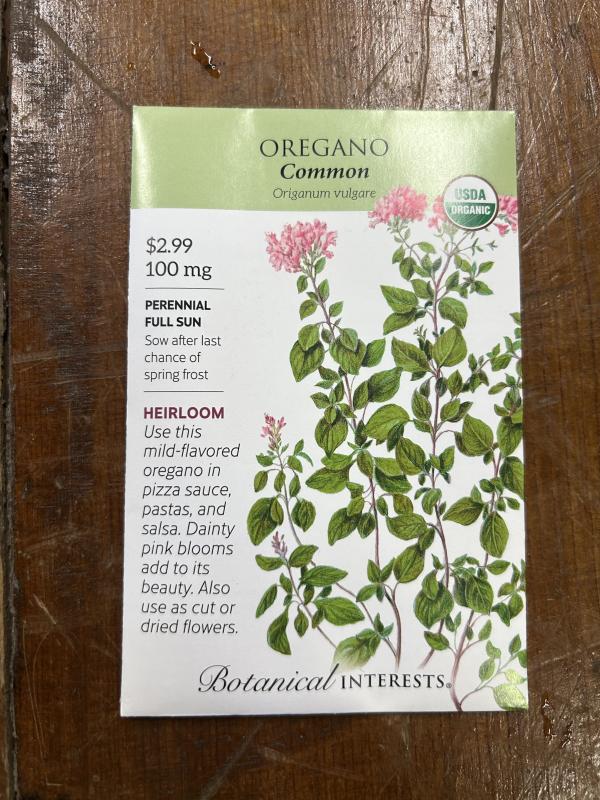 OREGANO
Common
Origanum vulgare
USDA
ORGANIC
$2.99
100 mg
PERENNIAL
FULL SUN
Sow after last
chance of
spring frost
HEIRLOOM
Use this
mild-flavored
oregano in
pizza sauce,
pastas, and
salsa. Dainty
pink blooms
add to its
beauty. Also
use as cut or
dried flowers.
Botanical INTERESTS®